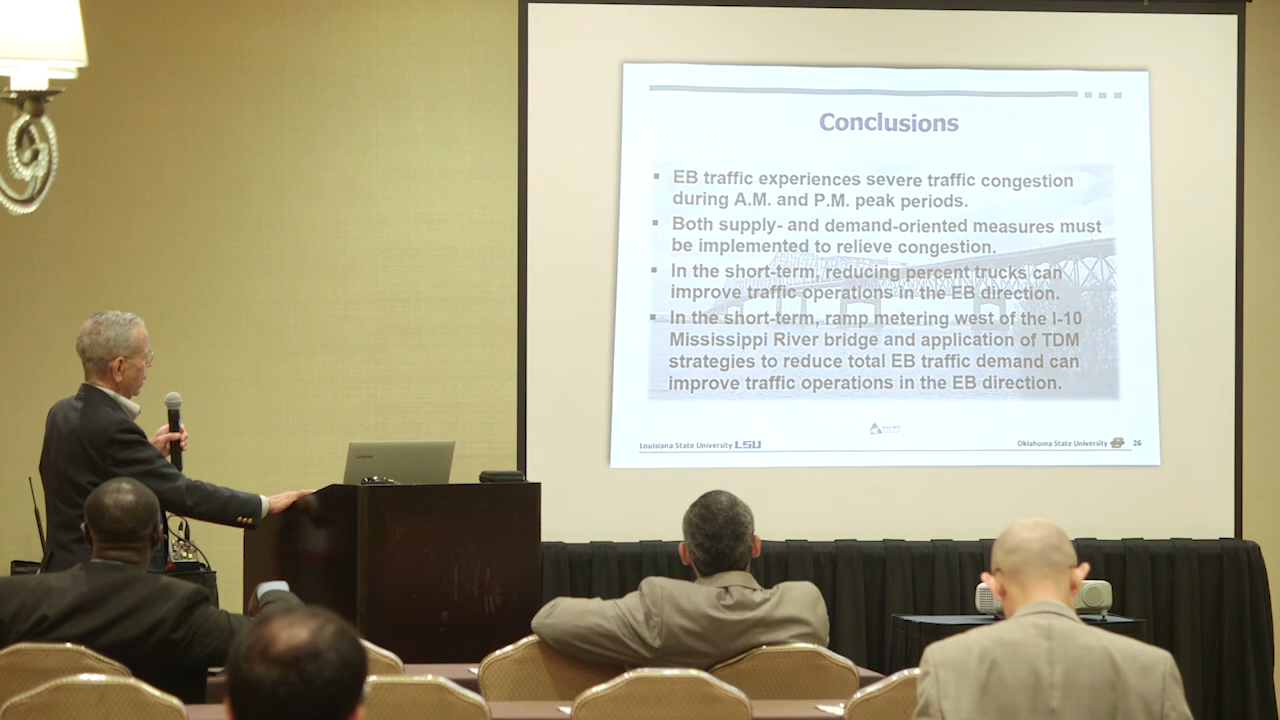 Conclusions
▪ EB traffic experiences severe traffic congestion
during A.M. and P.M. peak periods.
▪ Both supply- and demand-oriented measures must
be implemented to relieve congestion.
▪ In the short-term, reducing percent trucks can
improve traffic operations in the EB direction.
▪ In the short-term, ramp metering west of the I-10
Mississippi River bridge and application of TDM
strategies to reduce total EB traffic demand can
improve traffic operations in the EB direction.
Louisiana State University LSU
Oklahoma State University 26
Lenovo